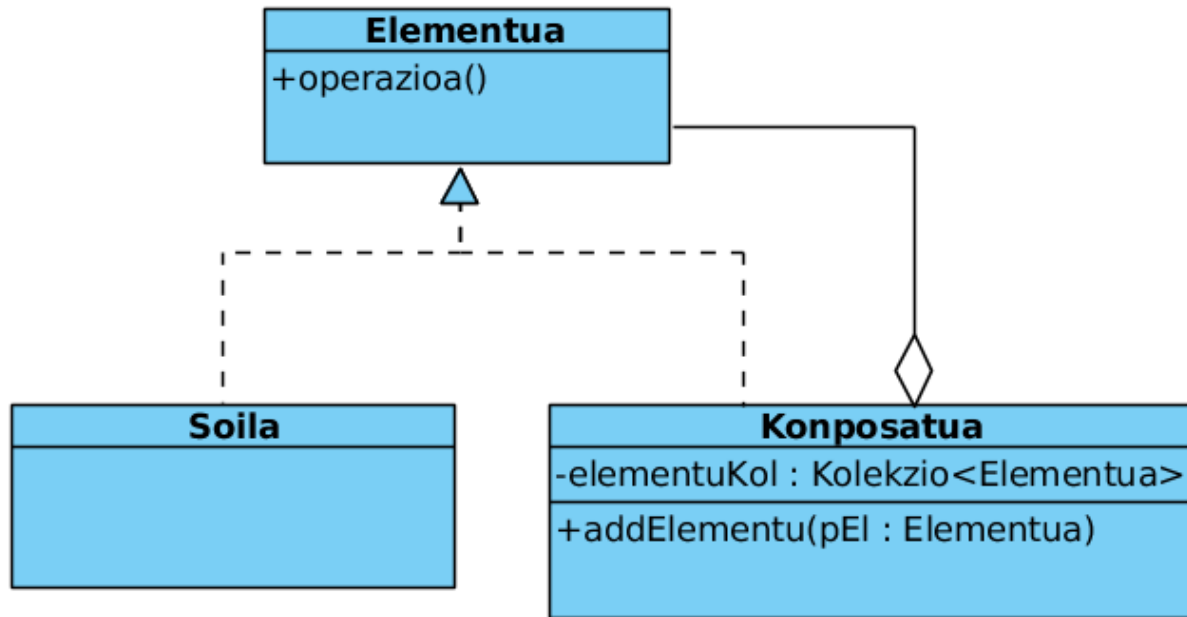 Elementua
+operazioa()
Soila
Konposatua
-elementuKol : Kolekzio<Elementua>
+addElementu(pEl : Elementua)